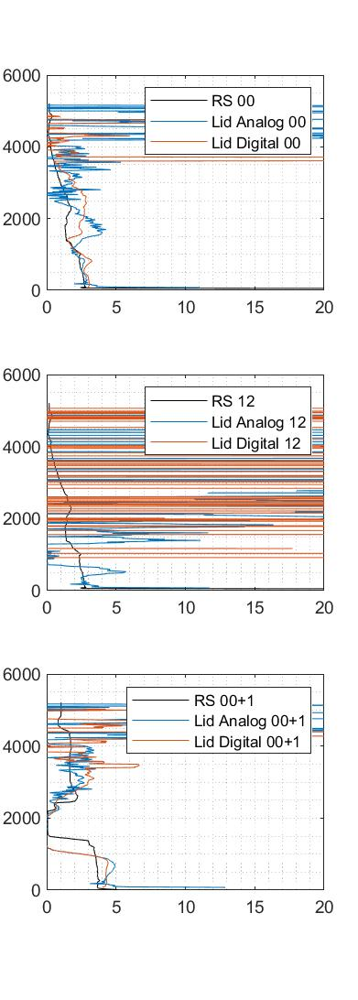 6000
RS 00
Lid Analog 00
Lid Digital 00
4000
2000
0
0 5 10 15 20
6000
RS 12
Lid Analog 12
Lid Digital 12
4000
2000
0
0 5 10 15 20
6000
RS 00+1
Lid Analog 00+1
Lid Digital 00+1
4000
2000
0
0 5 10 15 20